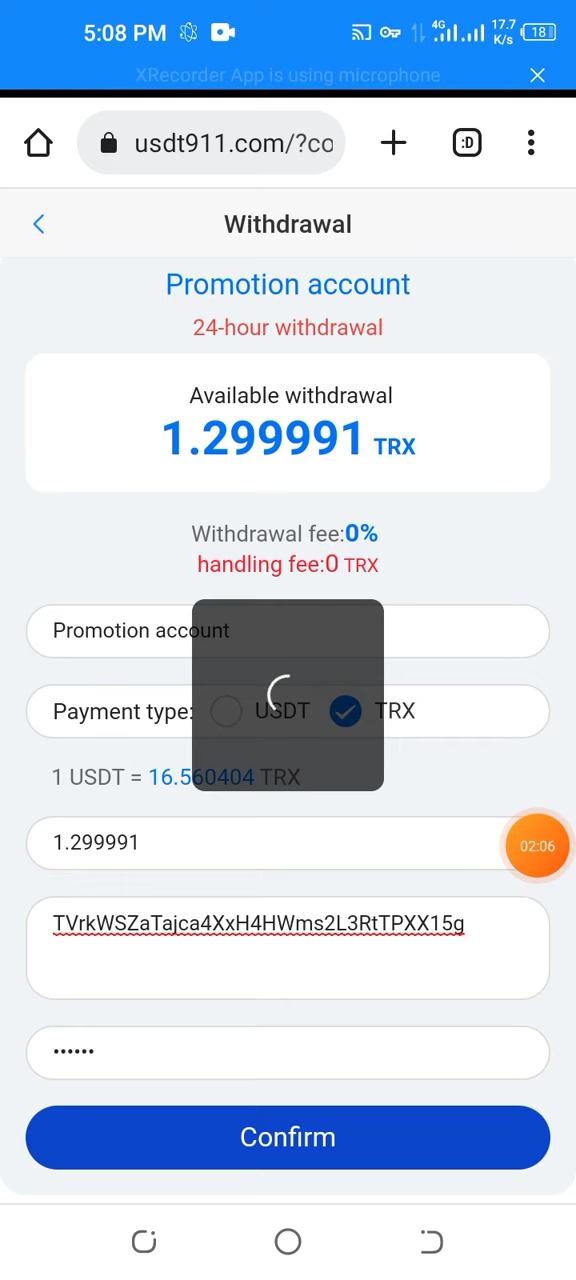 5:08 PM 4G 17.7 K/s 18
XRecorder App is using microphone
usdt911.com/?co :D
Withdrawal
Promotion account
24-hour withdrawal
Available withdrawal
1.299991 TRX
Withdrawal fee:0%
handling fee:0 TRX
Promotion account
Payment type: USDT TRX
1 USDT = 16.560404 TRX
1.299991
02:06
TVrkWSZaTajca4XxH4HWms2L3RtTPXX15g
••••••
Confirm